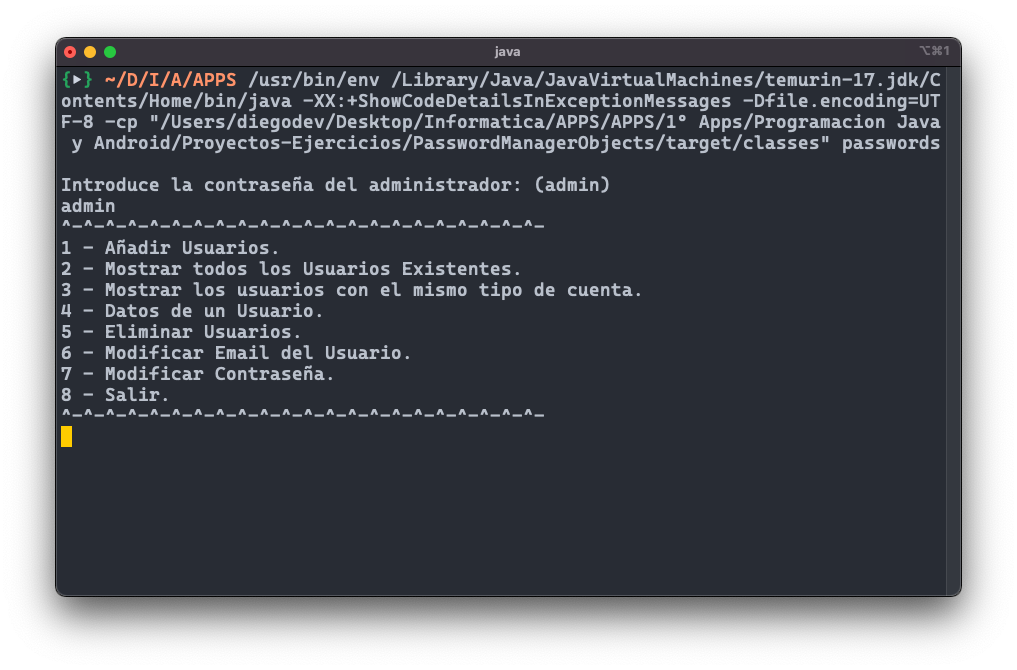 java
⌥⌘1
{▸} ~/D/I/A/APPS /usr/bin/env /Library/Java/JavaVirtualMachines/temurin-17.jdk/C
ontents/Home/bin/java -XX:+ShowCodeDetailsInExceptionMessages -Dfile.encoding=UT
F-8 -cp "/Users/diegodev/Desktop/Informatica/APPS/APPS/1° Apps/Programacion Java
y Android/Proyectos-Ejercicios/PasswordManagerObjects/target/classes" passwords
Introduce la contraseña del administrador: (admin)
admin
^-^-^-^-^-^-^-^-^-^-^-^-^-^-^-^-^-^-^-^-^-^-
1 - Añadir Usuarios.
2 - Mostrar todos los Usuarios Existentes.
3 - Mostrar los usuarios con el mismo tipo de cuenta.
4 - Datos de un Usuario.
5 - Eliminar Usuarios.
6 - Modificar Email del Usuario.
7 - Modificar Contraseña.
8 - Salir.
^-^-^-^-^-^-^-^-^-^-^-^-^-^-^-^-^-^-^-^-^-^-